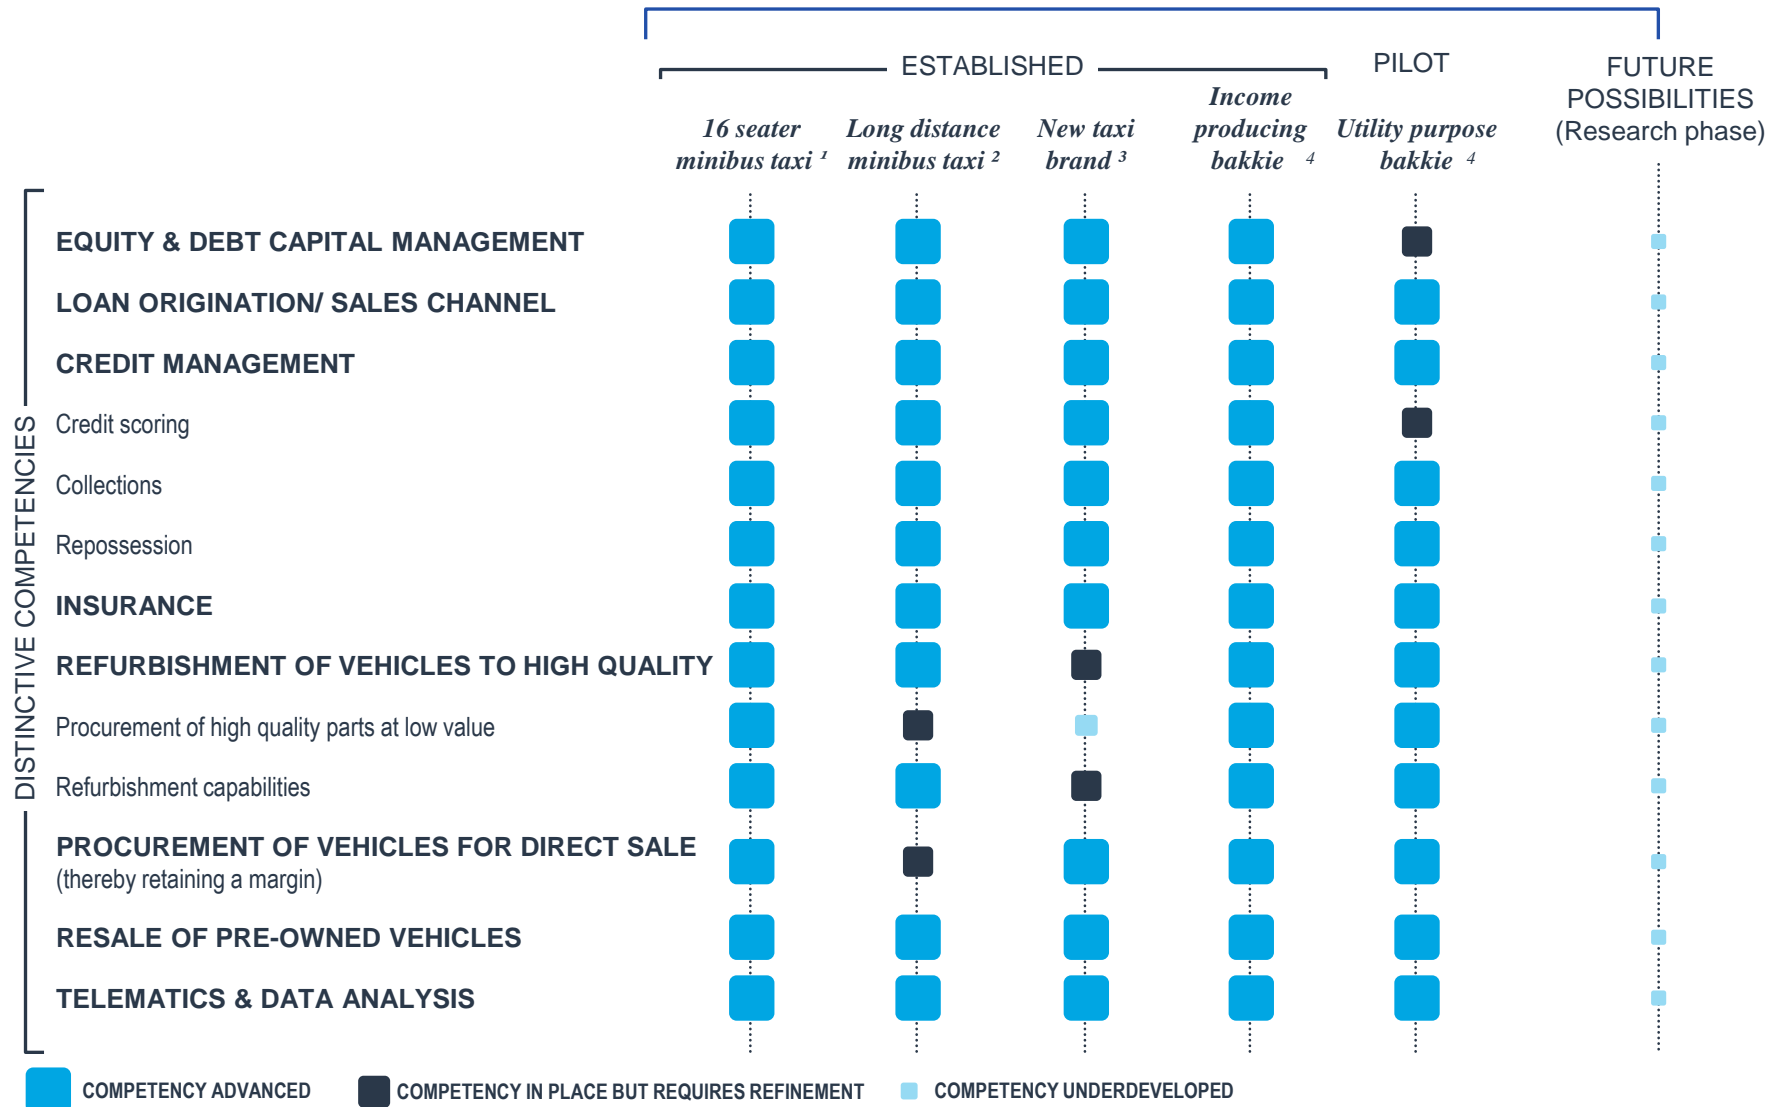 ESTABLISHED
PILOT
FUTURE
POSSIBILITIES
(Research phase)
16 seater
minibus taxi ¹
Long distance
minibus taxi ²
New taxi
brand ³
Income
producing
bakkie ⁴
Utility purpose
bakkie ⁴
DISTINCTIVE COMPETENCIES
EQUITY & DEBT CAPITAL MANAGEMENT
LOAN ORIGINATION/ SALES CHANNEL
CREDIT MANAGEMENT
Credit scoring
Collections
Repossession
INSURANCE
REFURBISHMENT OF VEHICLES TO HIGH QUALITY
Procurement of high quality parts at low value
Refurbishment capabilities
PROCUREMENT OF VEHICLES FOR DIRECT SALE
(thereby retaining a margin)
RESALE OF PRE-OWNED VEHICLES
TELEMATICS & DATA ANALYSIS
COMPETENCY ADVANCED
COMPETENCY IN PLACE BUT REQUIRES REFINEMENT
COMPETENCY UNDERDEVELOPED